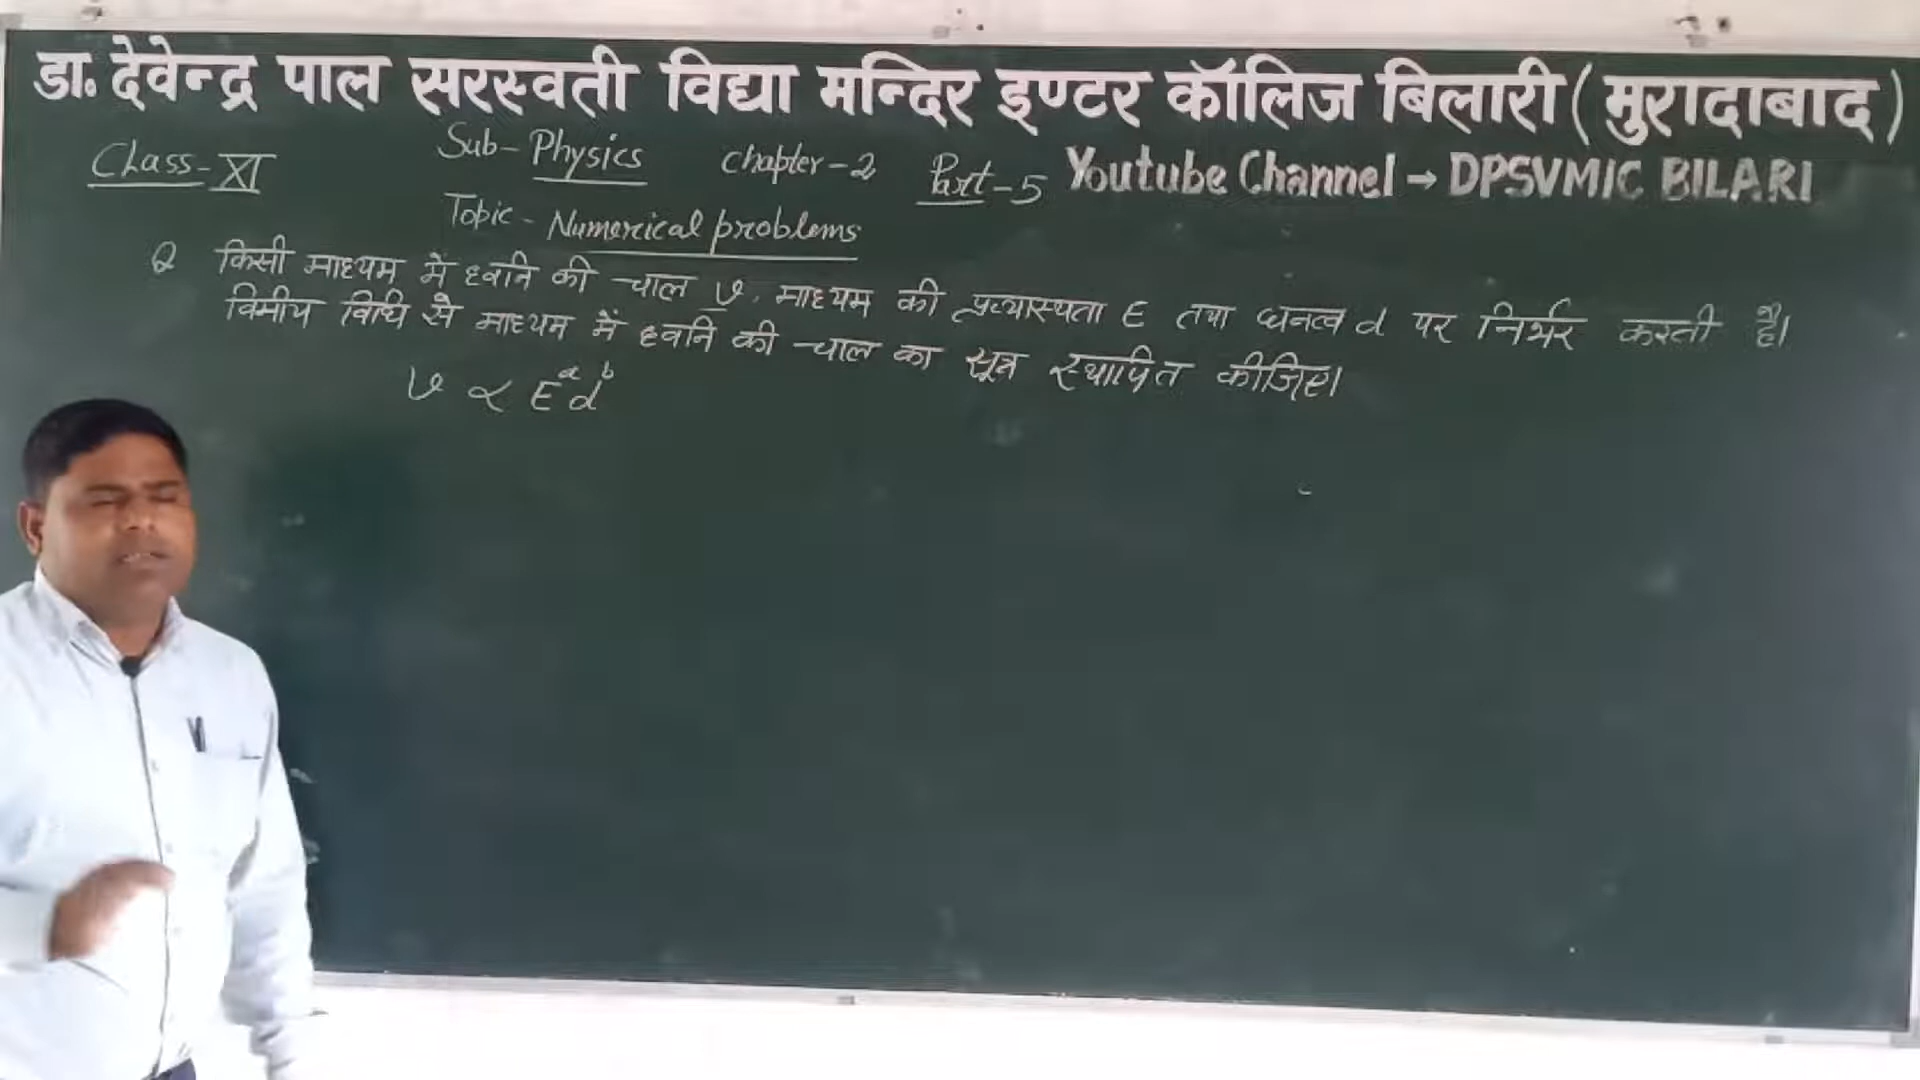 डा. देवेन्द्र पाल सरस्वती विद्या मन्दिर इण्टर कॉलिज बिलारी ( मुरादाबाद )
Class-XI Sub-Physics Chapter-2 Part-5 Youtube Channel → DPSVMIC BILARI
Topic - Numerical problems
Q किसी माध्यम में ध्वनि की चाल v, माध्यम की प्रत्यास्थता E तथा घनत्व d पर निर्भर करती है।
विमीय विधि से माध्यम में ध्वनि की चाल का सूत्र स्थापित कीजिए।
v ∝ E^a d^b